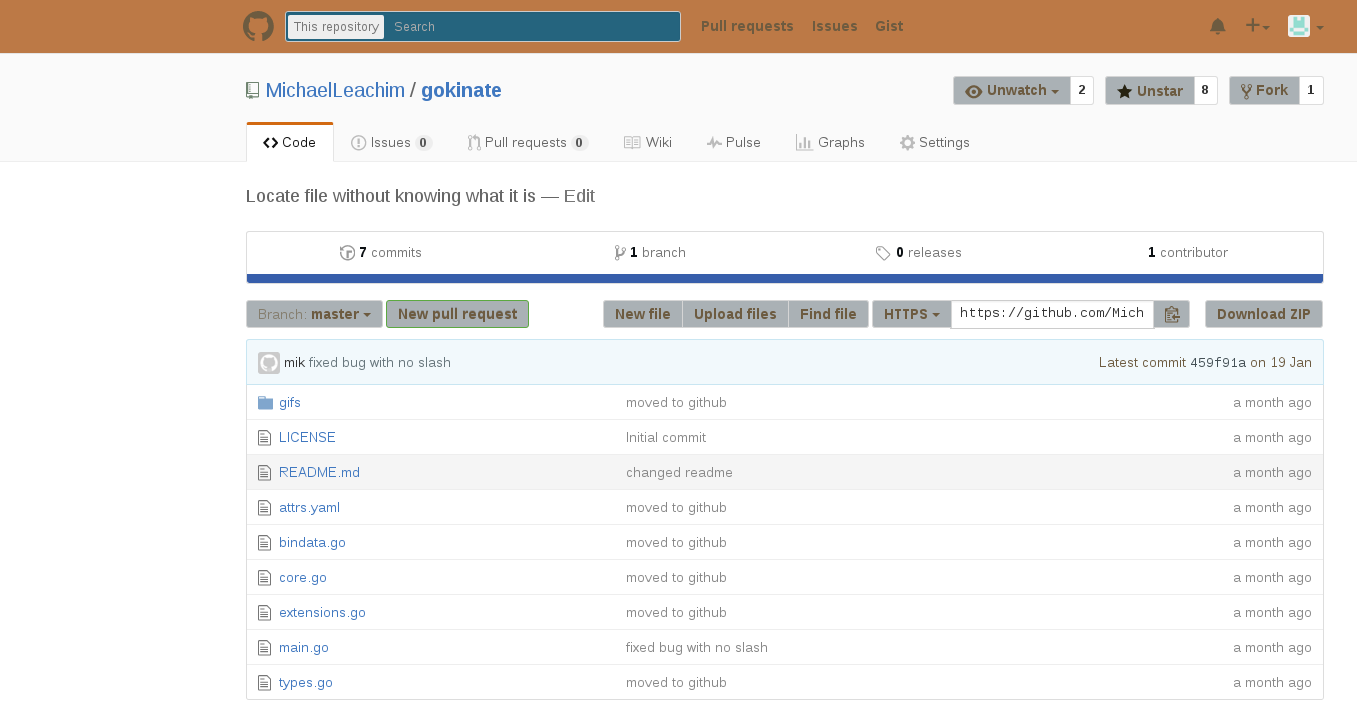 This repository Search Pull requests Issues Gist
MichaelLeachim / gokinate Unwatch 2 Unstar 8 Fork 1
Code Issues 0 Pull requests 0 Wiki Pulse Graphs Settings
Locate file without knowing what it is — Edit
7 commits 1 branch 0 releases 1 contributor
Branch: master New pull request New file Upload files Find file HTTPS https://github.com/Mich Download ZIP
mik fixed bug with no slash Latest commit 459f91a on 19 Jan
gifs moved to github a month ago
LICENSE Initial commit a month ago
README.md changed readme a month ago
attrs.yaml moved to github a month ago
bindata.go moved to github a month ago
core.go moved to github a month ago
extensions.go moved to github a month ago
main.go fixed bug with no slash a month ago
types.go moved to github a month ago